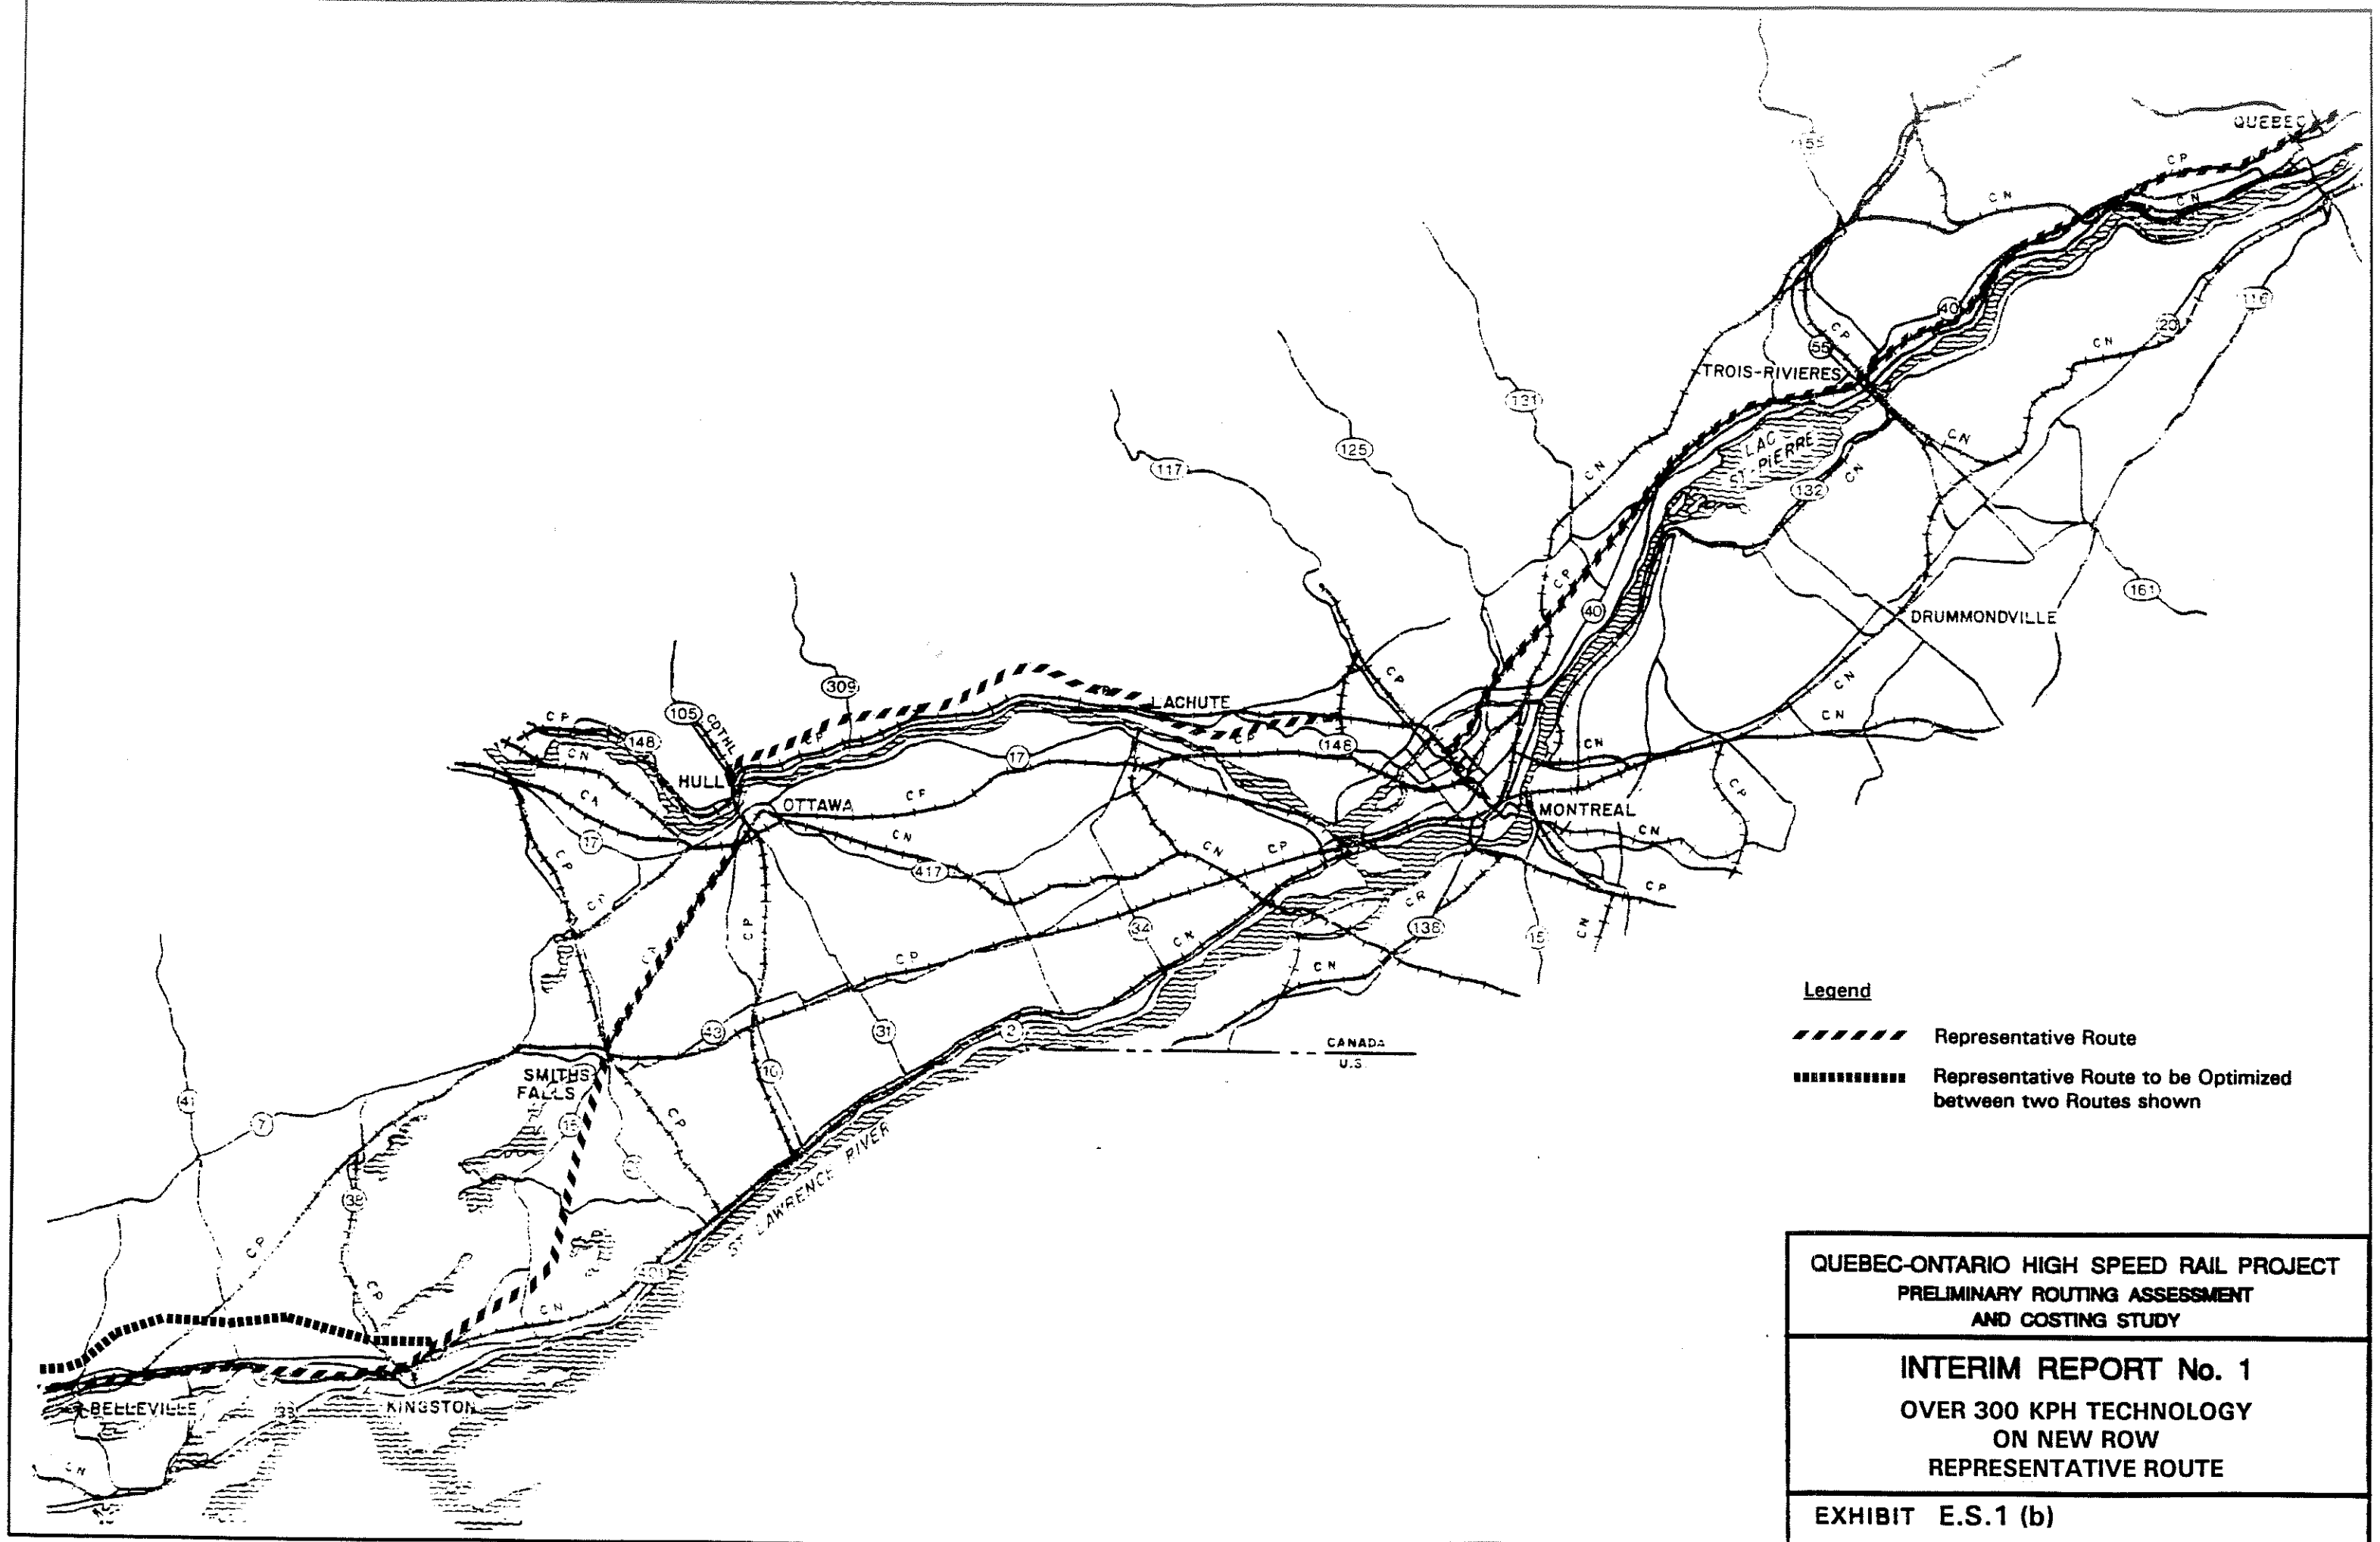 QUEBEC
155
CP
CN
CN
116
40
20
CN
CP
55
TROIS-RIVIERES
131
CN
125
LAC
ST-PIERRE
CN
117
CN
132
CP
161
40
DRUMMONDVILLE
309
CP
CN
LACHUTE
105
CN
CP
148
CP
17
148
CN
CN
HULL
OTTAWA
CP
MONTREAL
CN
CN
17
CP
CN
CP
417
CP
CP
CP
34
138
15
CN
CN
CP
CN
Legend
43
31
2
CANADA
U.S.
Representative Route
SMITHS
FALLS
16
Representative Route to be Optimized
between two Routes shown
41
7
15
CP
38
ST. LAWRENCE RIVER
CP
401
CP
CN
QUEBEC-ONTARIO HIGH SPEED RAIL PROJECT
PRELIMINARY ROUTING ASSESSMENT
AND COSTING STUDY
INTERIM REPORT No. 1
BELLEVILLE
33
KINGSTON
OVER 300 KPH TECHNOLOGY
ON NEW ROW
REPRESENTATIVE ROUTE
CN
EXHIBIT E.S.1 (b)